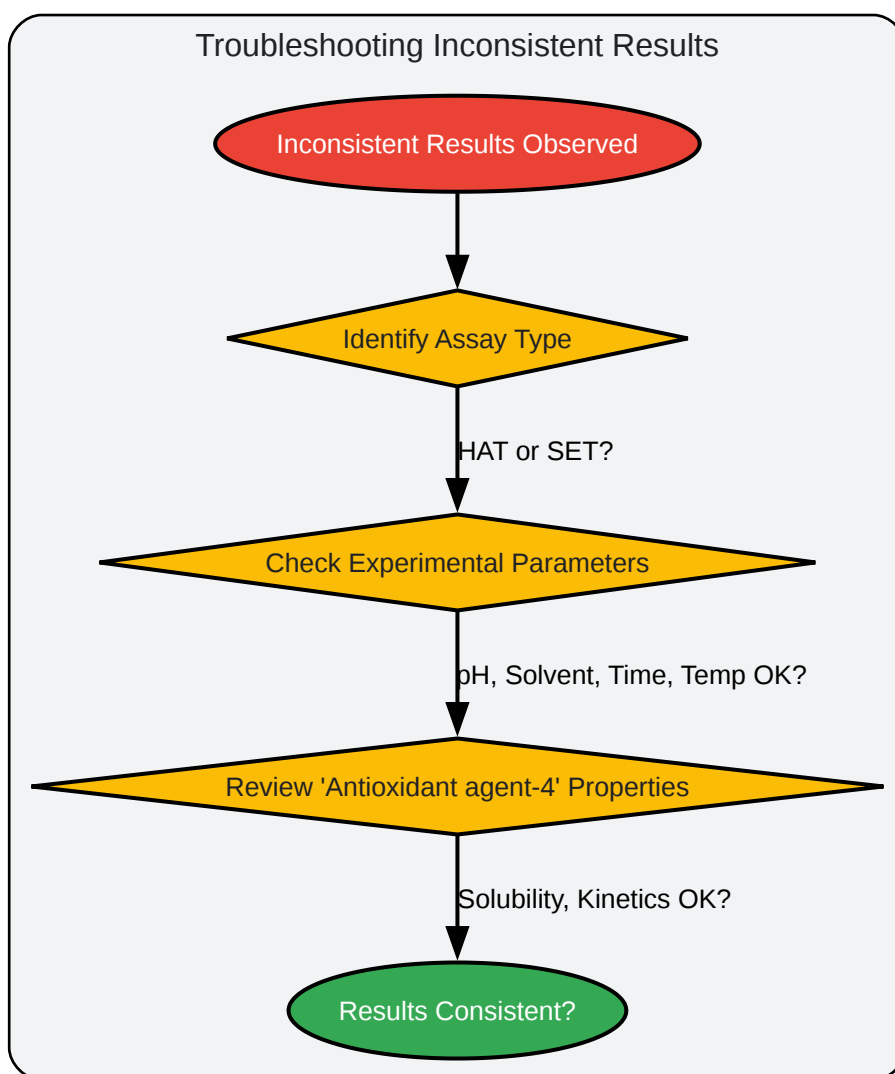 Troubleshooting Inconsistent Results
Inconsistent Results Observed
Identify Assay Type
HAT or SET?
Check Experimental Parameters
pH, Solvent, Time, Temp OK?
Review 'Antioxidant agent-4' Properties
Solubility, Kinetics OK?
Results Consistent?